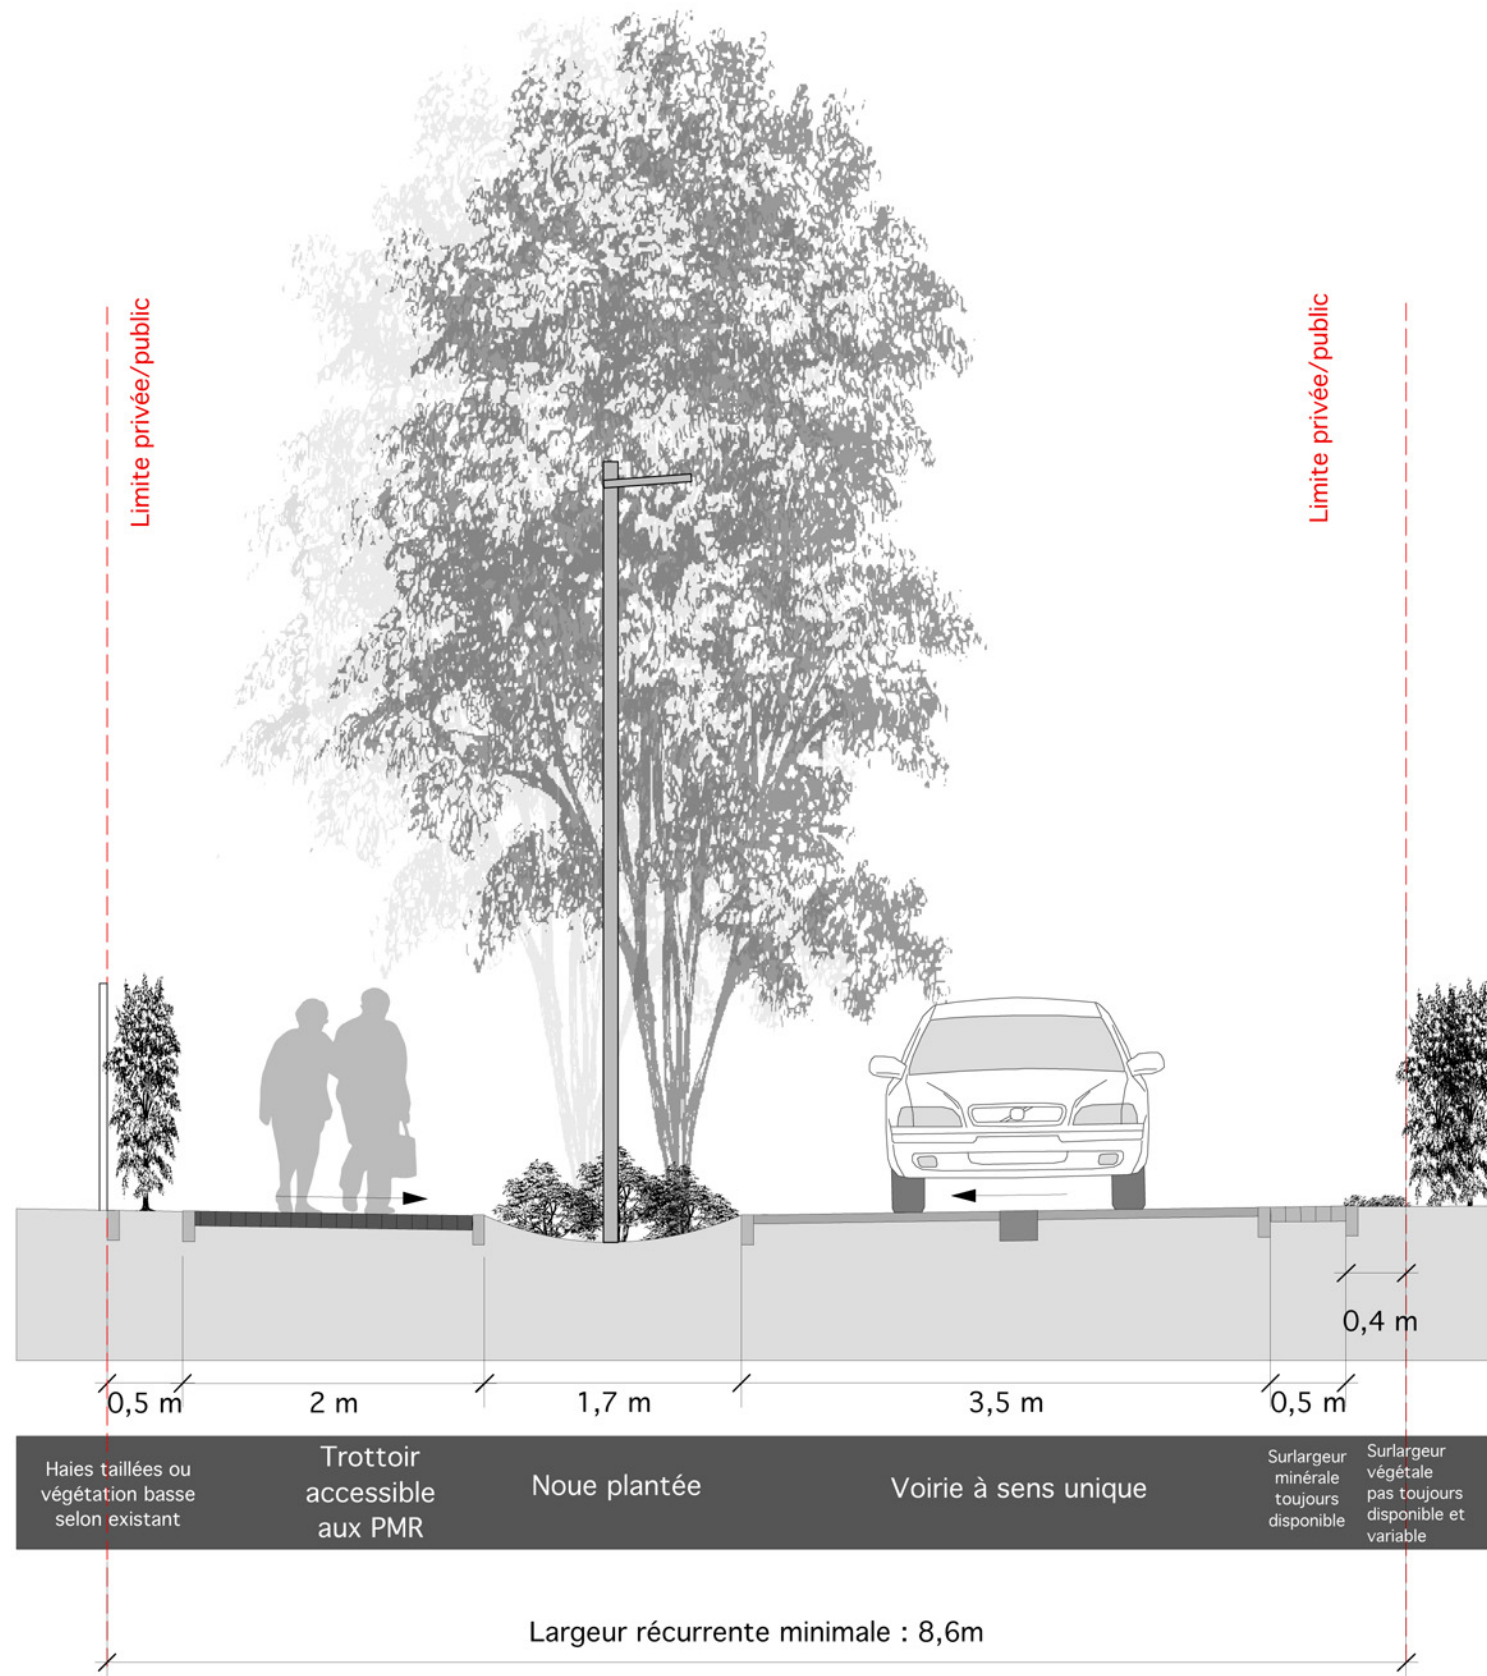 Limite privée/public
Limite privée/public
0,4 m
0,5 m
2 m
1,7 m
3,5 m
0,5 m
Haies taillées ou
végétation basse
selon existant
Trottoir
accessible
aux PMR
Noue plantée
Voirie à sens unique
Surlargeur
minérale
toujours
disponible
Surlargeur
végétale
pas toujours
disponible et
variable
Largeur récurrente minimale : 8,6m